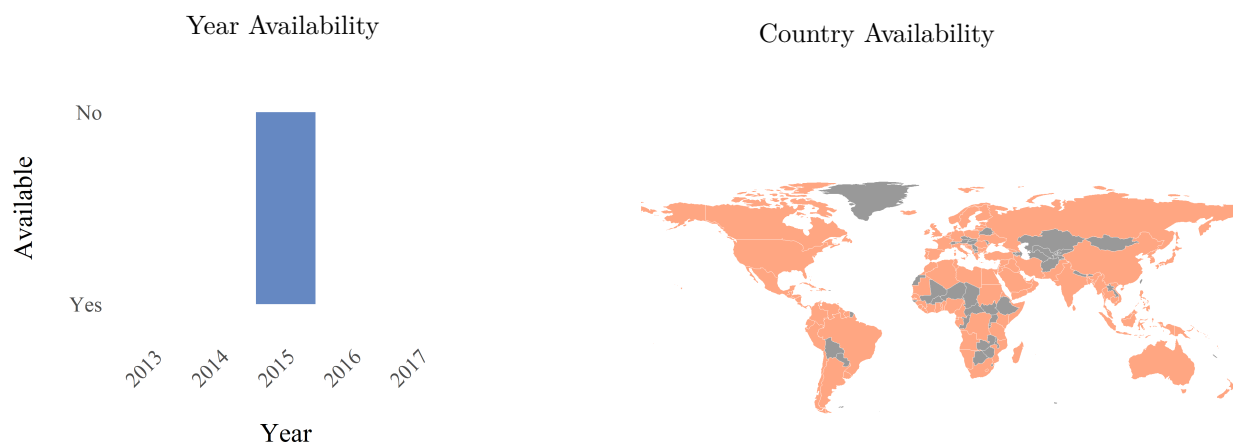 Year Availability
Available
No
Yes
2013
2014
2015
2016
2017
Year
Country Availability